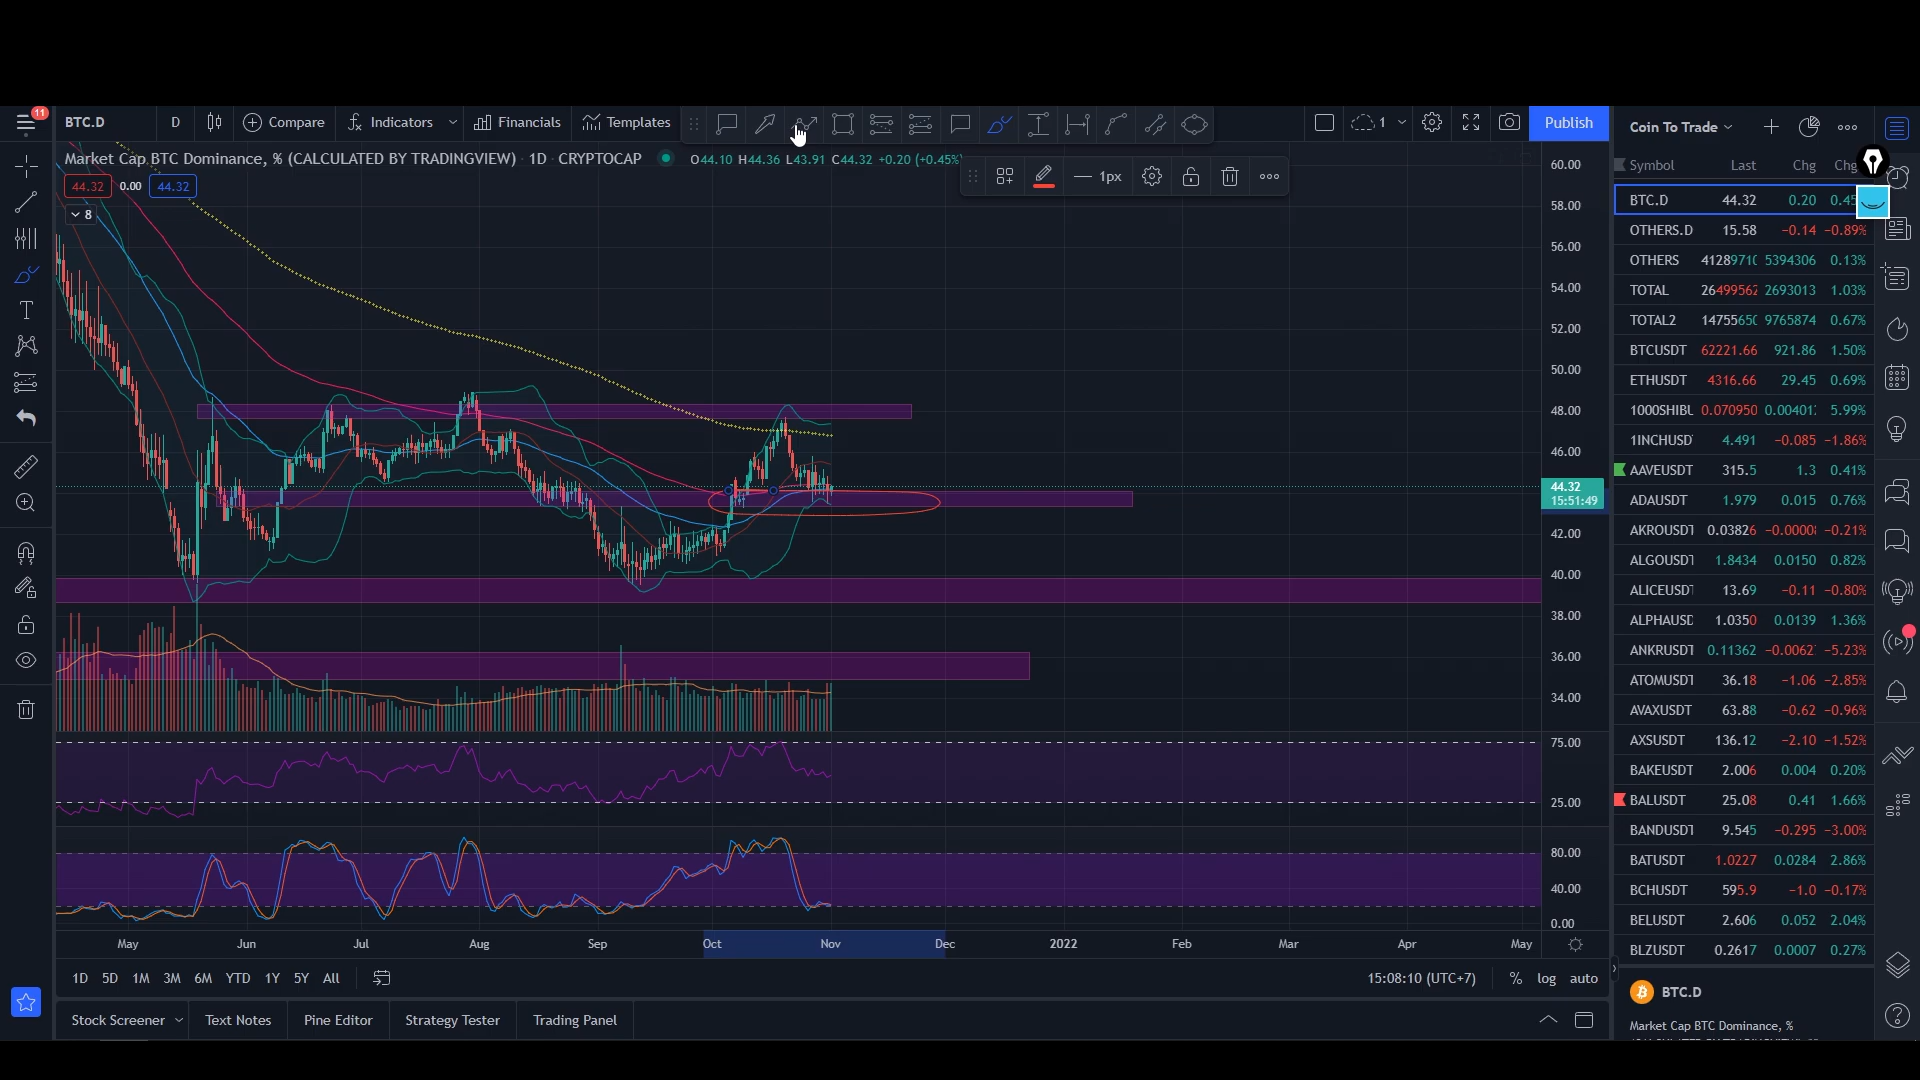 11
BTC.D D Compare Indicators Financials Templates 1 Publish
Market Cap BTC Dominance, % (CALCULATED BY TRADINGVIEW) · 1D · CRYPTOCAP O44.10 H44.36 L43.91 C44.32 +0.20 (+0.45%)
44.32 0.00 44.32
8
1px
60.00
58.00
56.00
54.00
52.00
50.00
48.00
46.00
44.32
15:51:49
42.00
40.00
38.00
36.00
34.00
75.00
25.00
80.00
40.00
0.00
May Jun Jul Aug Sep Oct Nov Dec 2022 Feb Mar Apr May
1D 5D 1M 3M 6M YTD 1Y 5Y All 15:08:10 (UTC+7) % log auto
Stock Screener Text Notes Pine Editor Strategy Tester Trading Panel
Coin To Trade
Symbol Last Chg
BTC.D 44.32 0.20
OTHERS.D 15.58 −0.14 −0.89%
OTHERS 5394306 0.13%
TOTAL 26499562 2693013 1.03%
TOTAL2 9765874 0.67%
BTCUSDT 62221.66 921.86 1.50%
ETHUSDT 4316.66 29.45 0.69%
0.070950 5.99%
4.491 −0.085 −1.86%
AAVEUSDT 315.5 1.3 0.41%
ADAUSDT 1.979 0.015 0.76%
0.03826 −0.21%
1.8434 0.0150 0.82%
13.69 −0.11 −0.80%
1.0350 0.0139 1.36%
0.11362 −5.23%
36.18 −1.06 −2.85%
AVAXUSDT 63.88 −0.62 −0.96%
AXSUSDT 136.12 −2.10 −1.52%
BAKEUSDT 2.006 0.004 0.20%
BALUSDT 25.08 0.41 1.66%
9.545 −0.295 −3.00%
BATUSDT 1.0227 0.0284 2.86%
BCHUSDT 595.9 −1.0 −0.17%
BELUSDT 2.606 0.052 2.04%
BLZUSDT 0.2617 0.0007 0.27%
BTC.D
Market Cap BTC Dominance, %